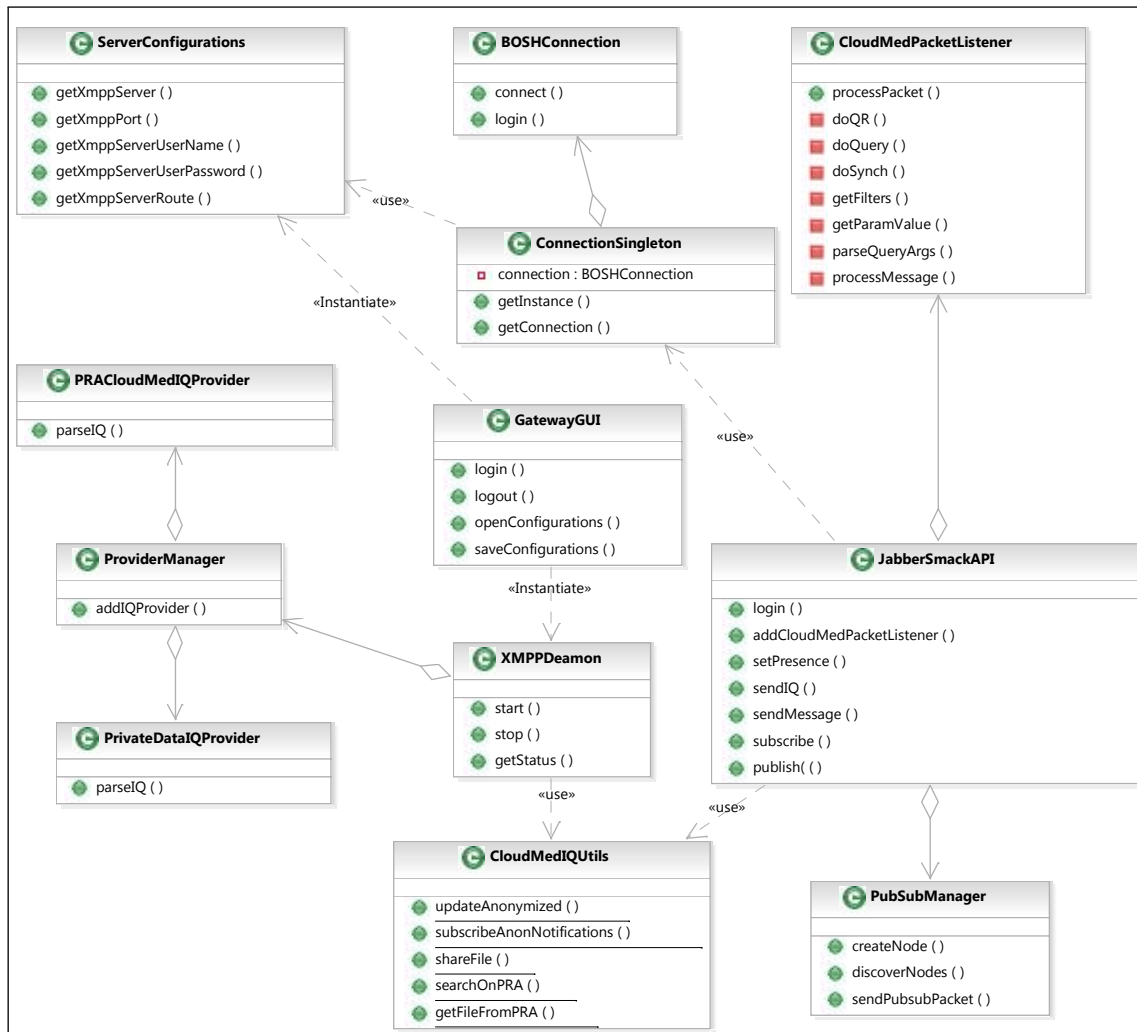 ServerConfigurations
getXmppServer ( )
getXmppPort ( )
getXmppServerUserName ( )
getXmppServerUserPassword ( )
getXmppServerRoute ( )
BOSHConnection
connect ( )
login ( )
CloudMedPacketListener
processPacket ( )
doQR ( )
doQuery ( )
doSynch ( )
getFilters ( )
getParamValue ( )
parseQueryArgs ( )
processMessage ( )
«use»
ConnectionSingleton
connection : BOSHConnection
getInstance ( )
getConnection ( )
«Instantiate»
PRACloudMedIQProvider
parseIQ ( )
GatewayGUI
login ( )
logout ( )
openConfigurations ( )
saveConfigurations ( )
«use»
ProviderManager
addIQProvider ( )
«Instantiate»
JabberSmackAPI
login ( )
addCloudMedPacketListener ( )
setPresence ( )
sendIQ ( )
sendMessage ( )
subscribe ( )
publish( ( )
XMPPDeamon
start ( )
stop ( )
getStatus ( )
PrivateDataIQProvider
parseIQ ( )
«use»
«use»
CloudMedIQUtils
updateAnonymized ( )
subscribeAnonNotifications ( )
shareFile ( )
searchOnPRA ( )
getFileFromPRA ( )
PubSubManager
createNode ( )
discoverNodes ( )
sendPubsubPacket ( )